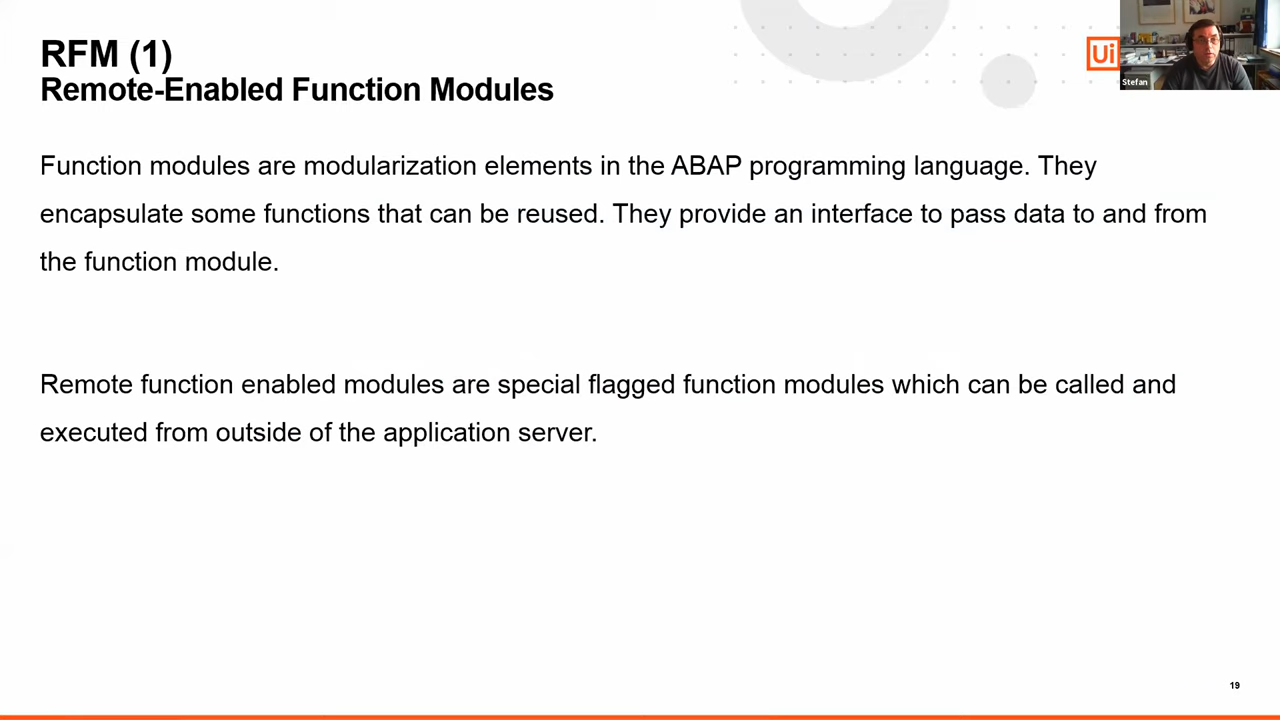 RFM (1)
Remote-Enabled Function Modules
Ui
Stefan
Function modules are modularization elements in the ABAP programming language. They
encapsulate some functions that can be reused. They provide an interface to pass data to and from
the function module.
Remote function enabled modules are special flagged function modules which can be called and
executed from outside of the application server.
19